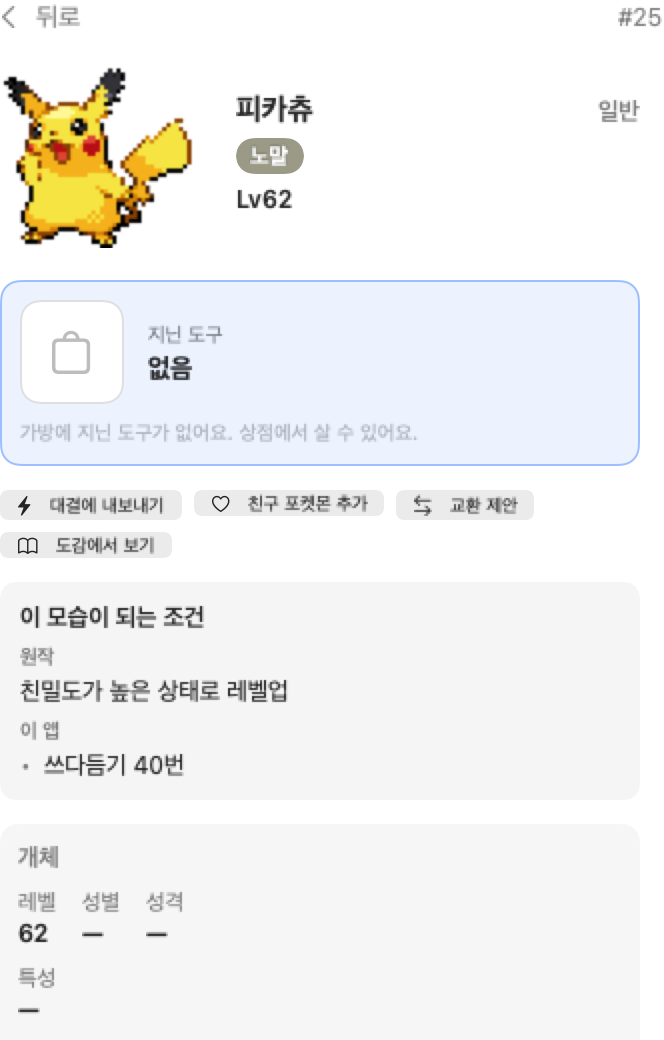 뒤로
#25
피카츄
일반
노말
Lv62
지닌 도구
없음
가방에 지닌 도구가 없어요. 상점에서 살 수 있어요.
대결에 내보내기
친구 포켓몬 추가
교환 제안
도감에서 보기
이 모습이 되는 조건
원작
친밀도가 높은 상태로 레벨업
이 앱
• 쓰다듬기 40번
개체
레벨 성별 성격
62 — —
특성
—